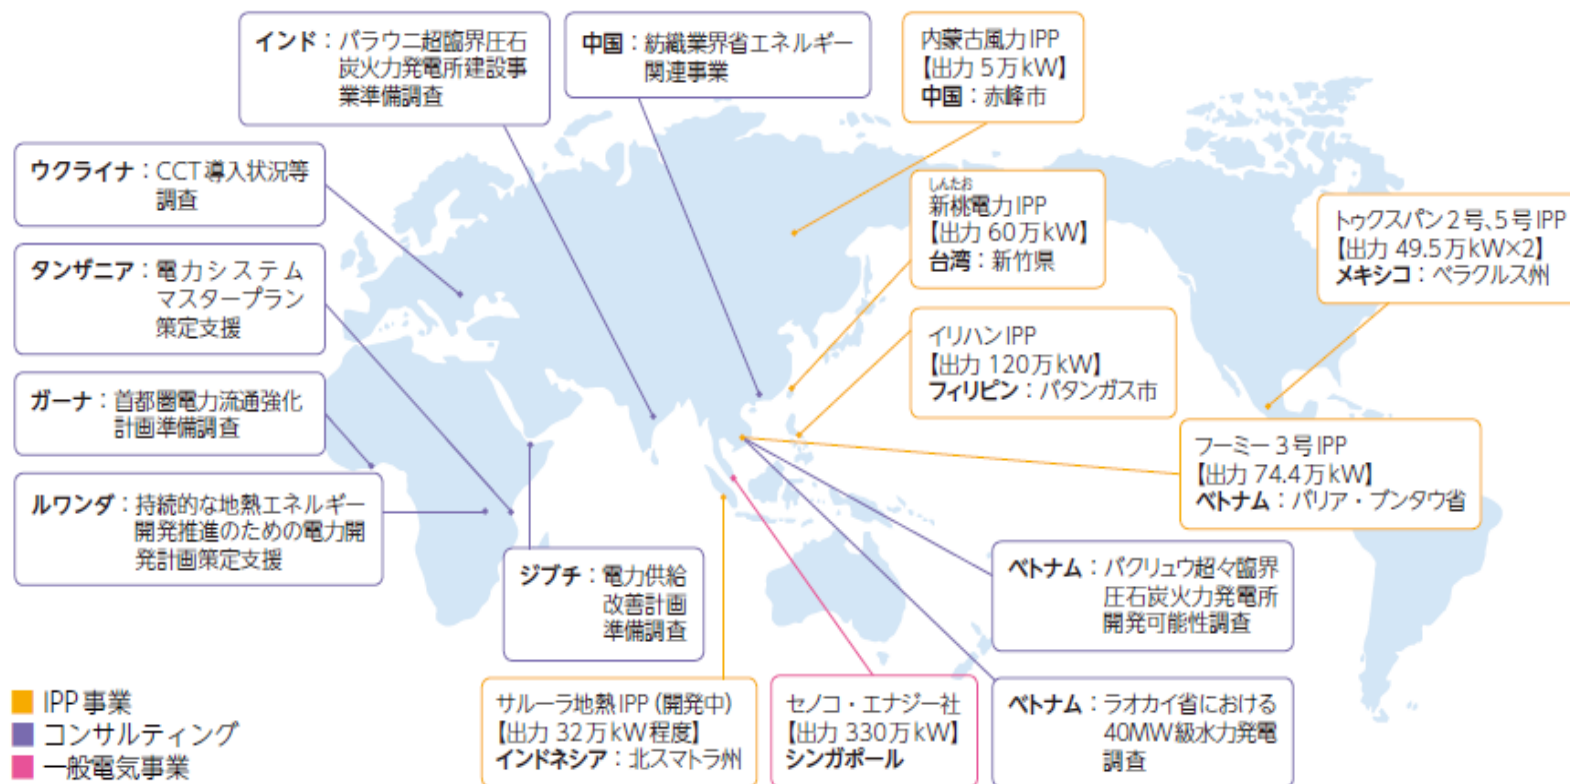 インド：バラウニ超臨界圧石
炭火力発電所建設事
業準備調査
中国：紡織業界省エネルギー
関連事業
内蒙古風力IPP
【出力 5万kW】
中国：赤峰市
ウクライナ：CCT導入状況等
調査
しんたお
新桃電力IPP
【出力 60万kW】
台湾：新竹県
トゥクスパン2号、5号IPP
【出力 49.5万kW×2】
メキシコ：ベラクルス州
タンザニア：電力システム
マスタープラン
策定支援
イリハンIPP
【出力 120万kW】
フィリピン：バタンガス市
ガーナ：首都圏電力流通強化
計画準備調査
フーミー3号IPP
【出力 74.4万kW】
ベトナム：バリア・ブンタウ省
ルワンダ：持続的な地熱エネルギー
開発推進のための電力開
発計画策定支援
ジブチ：電力供給
改善計画
準備調査
ベトナム：バクリュウ超々臨界
圧石炭火力発電所
開発可能性調査
サルーラ地熱IPP（開発中）
【出力 32万kW程度】
インドネシア：北スマトラ州
セノコ・エナジー社
【出力 330万kW】
シンガポール
ベトナム：ラオカイ省における
40MW級水力発電
調査
IPP事業
コンサルティング
一般電気事業